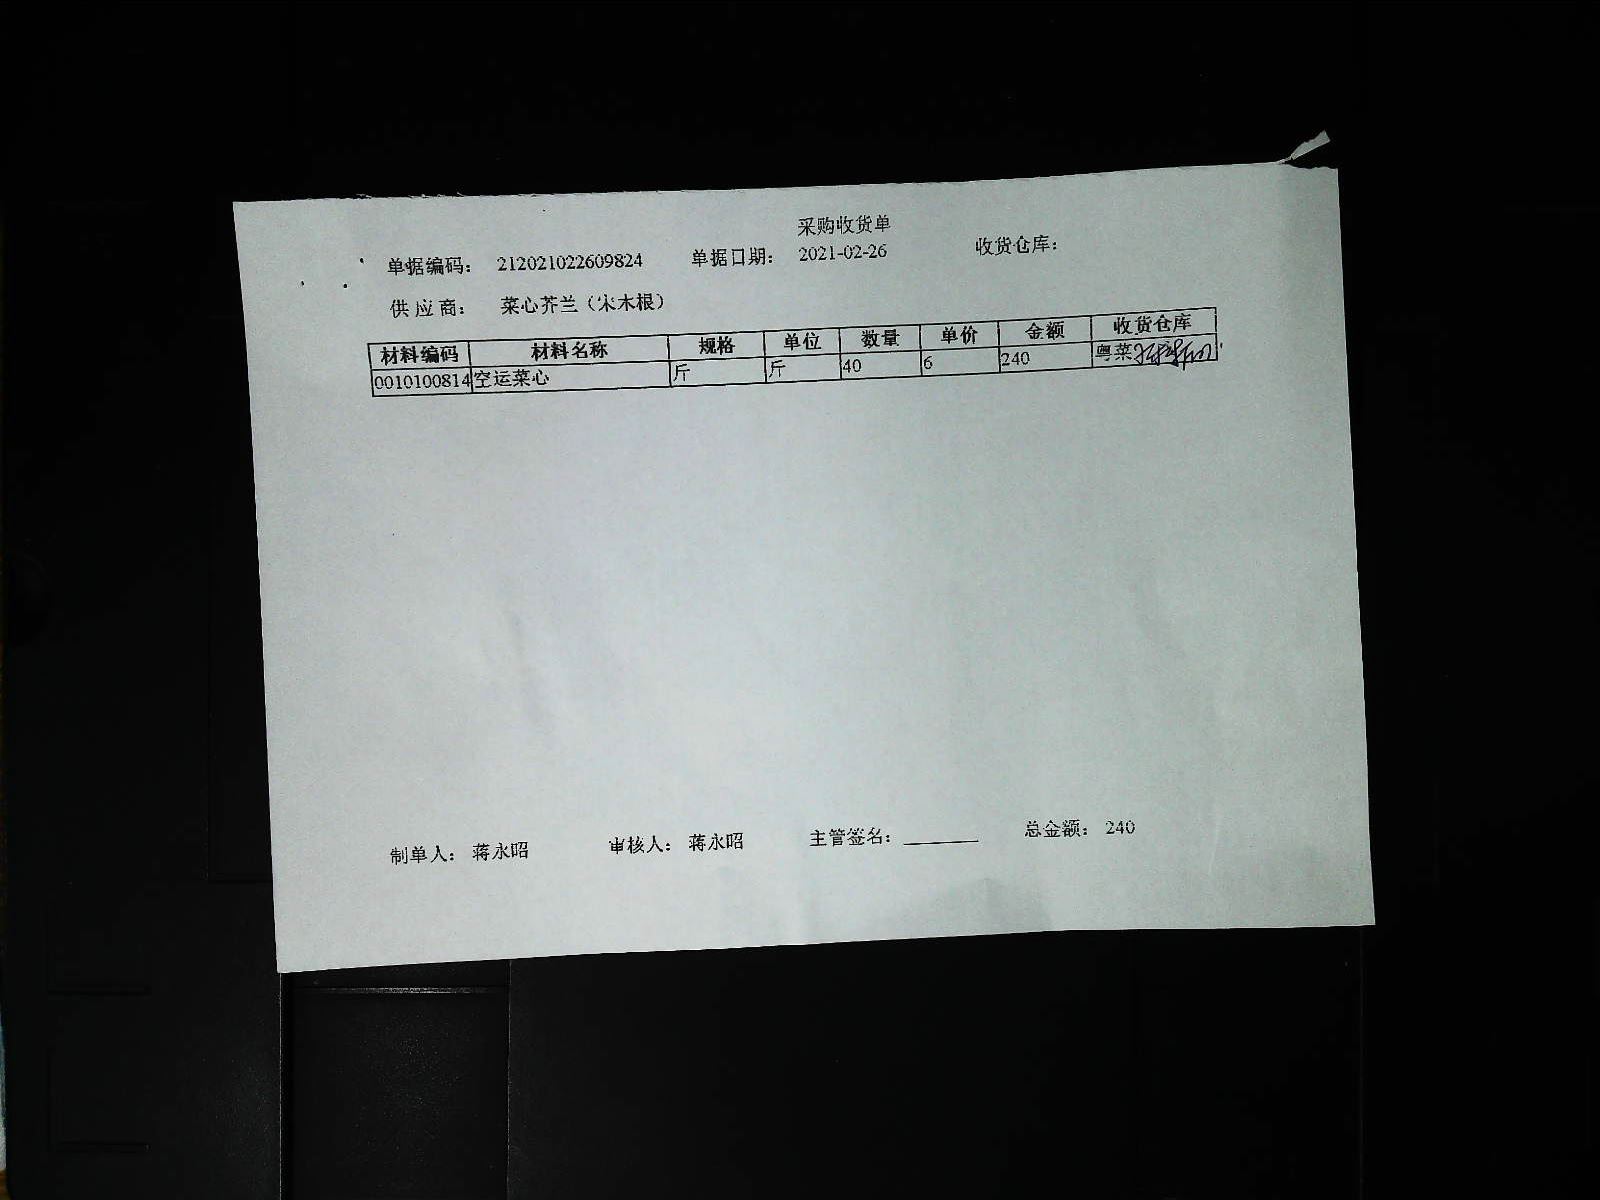 采购收货单
单据编码： 212021022609824 单据日期： 2021-02-26 收货仓库：
供应商： 菜心芥兰（宋木根）
材料编码 材料名称 规格 单位 数量 单价 金额 收货仓库
0010100814 空运菜心 斤 斤 40 6 240 粤菜
制单人： 蒋永昭 审核人： 蒋永昭 主管签名： 总金额： 240